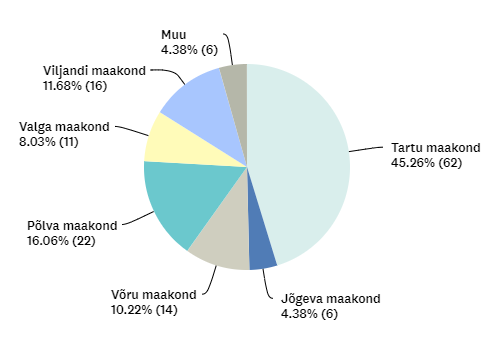 Muu
4.38% (6)
Viljandi maakond
11.68% (16)
Valga maakond
8.03% (11)
Tartu maakond
45.26% (62)
Põlva maakond
16.06% (22)
Võru maakond
10.22% (14)
Jõgeva maakond
4.38% (6)